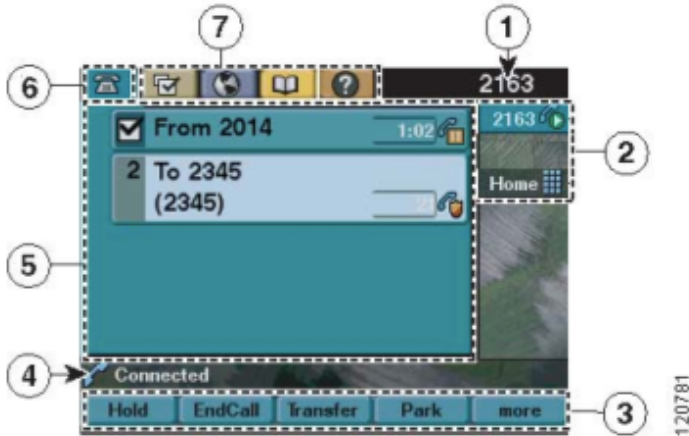 7
1
6
?
2163
2163
2
From 2014
1:02
Home
2
To 2345
(2345)
5
4
Connected
Hold EndCall Transfer Park more
3
120781